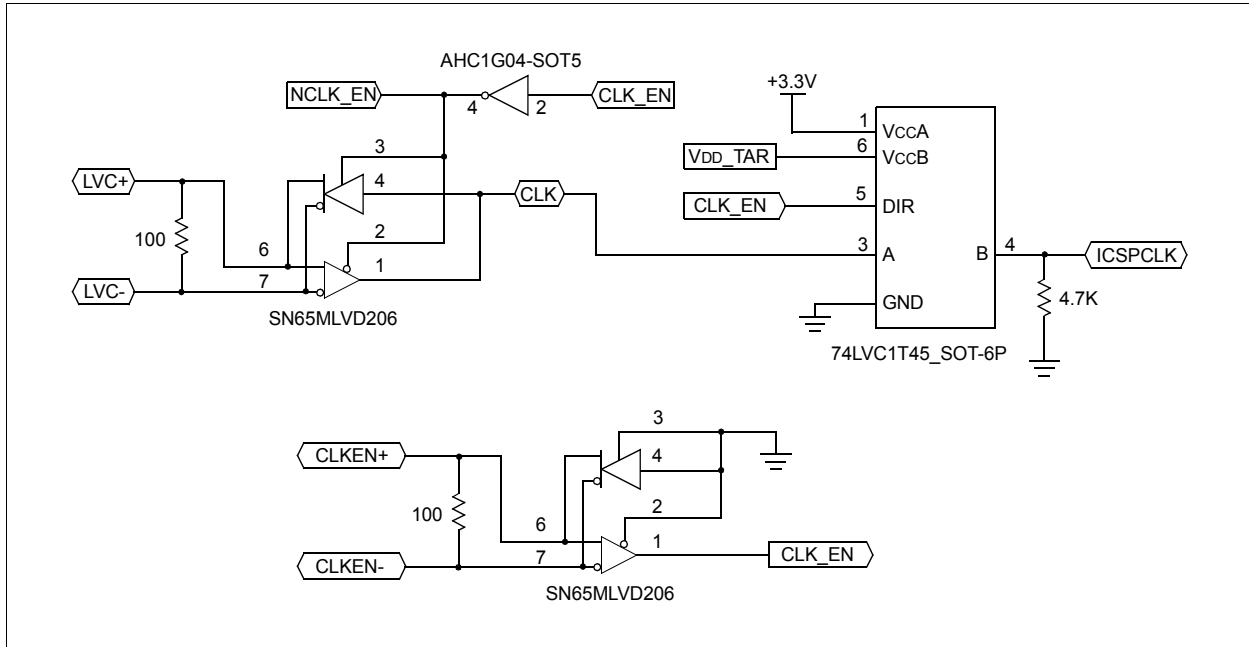 AHC1G04-SOT5
NCLK_EN
4
2
CLK_EN
+3.3V
1
VCCA
6
VCCB
VDD_TAR
3
LVC+
4
CLK
CLK_EN
5
DIR
100
2
6
1
3
A
B
4
ICSPCLK
LVC-
7
GND
4.7K
SN65MLVD206
74LVC1T45_SOT-6P
3
CLKEN+
4
100
2
6
1
CLK_EN
CLKEN-
7
SN65MLVD206